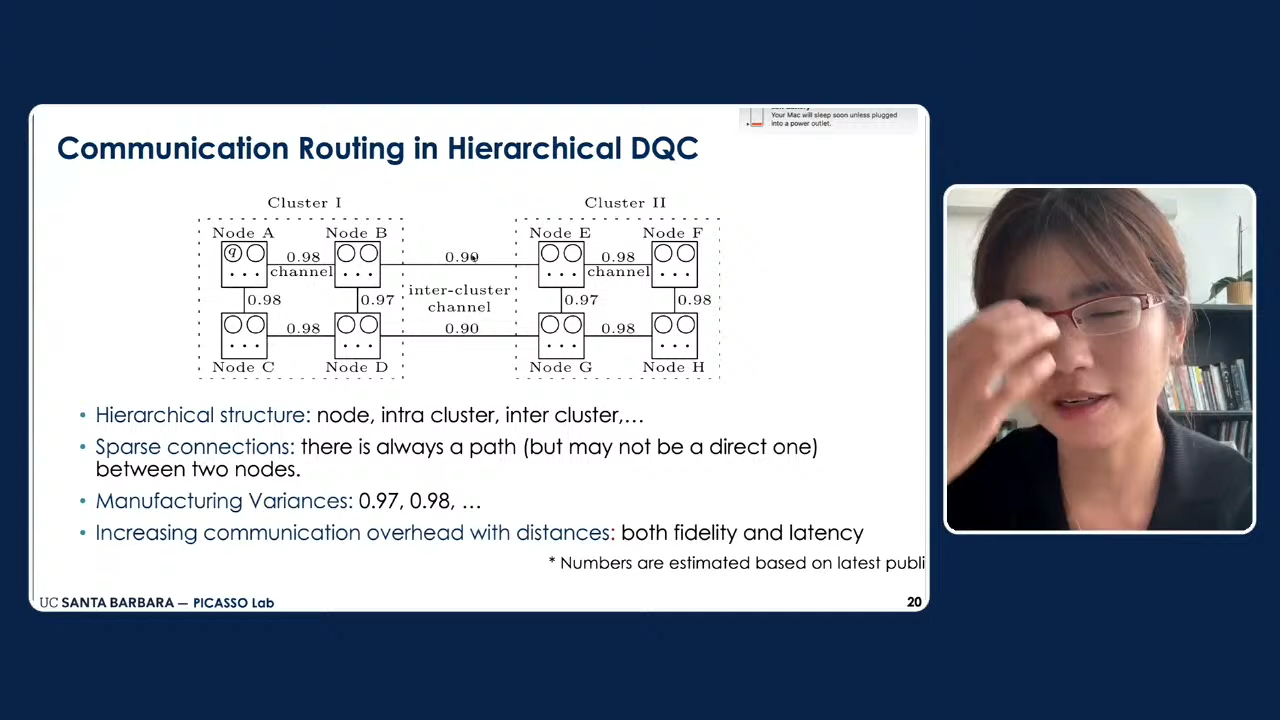 Your Mac will sleep soon unless plugged
into a power outlet.
Communication Routing in Hierarchical DQC
Cluster I
Cluster II
Node A
Node B
Node E
Node F
q
0.98
0.90
0.98
channel
channel
inter-cluster
channel
0.98
0.97
0.97
0.98
0.98
0.90
0.98
Node C
Node D
Node G
Node H
• Hierarchical structure: node, intra cluster, inter cluster,…
• Sparse connections: there is always a path (but may not be a direct one)
between two nodes.
• Manufacturing Variances: 0.97, 0.98, …
• Increasing communication overhead with distances: both fidelity and latency
* Numbers are estimated based on latest publi
UC SANTA BARBARA — PICASSO Lab
20